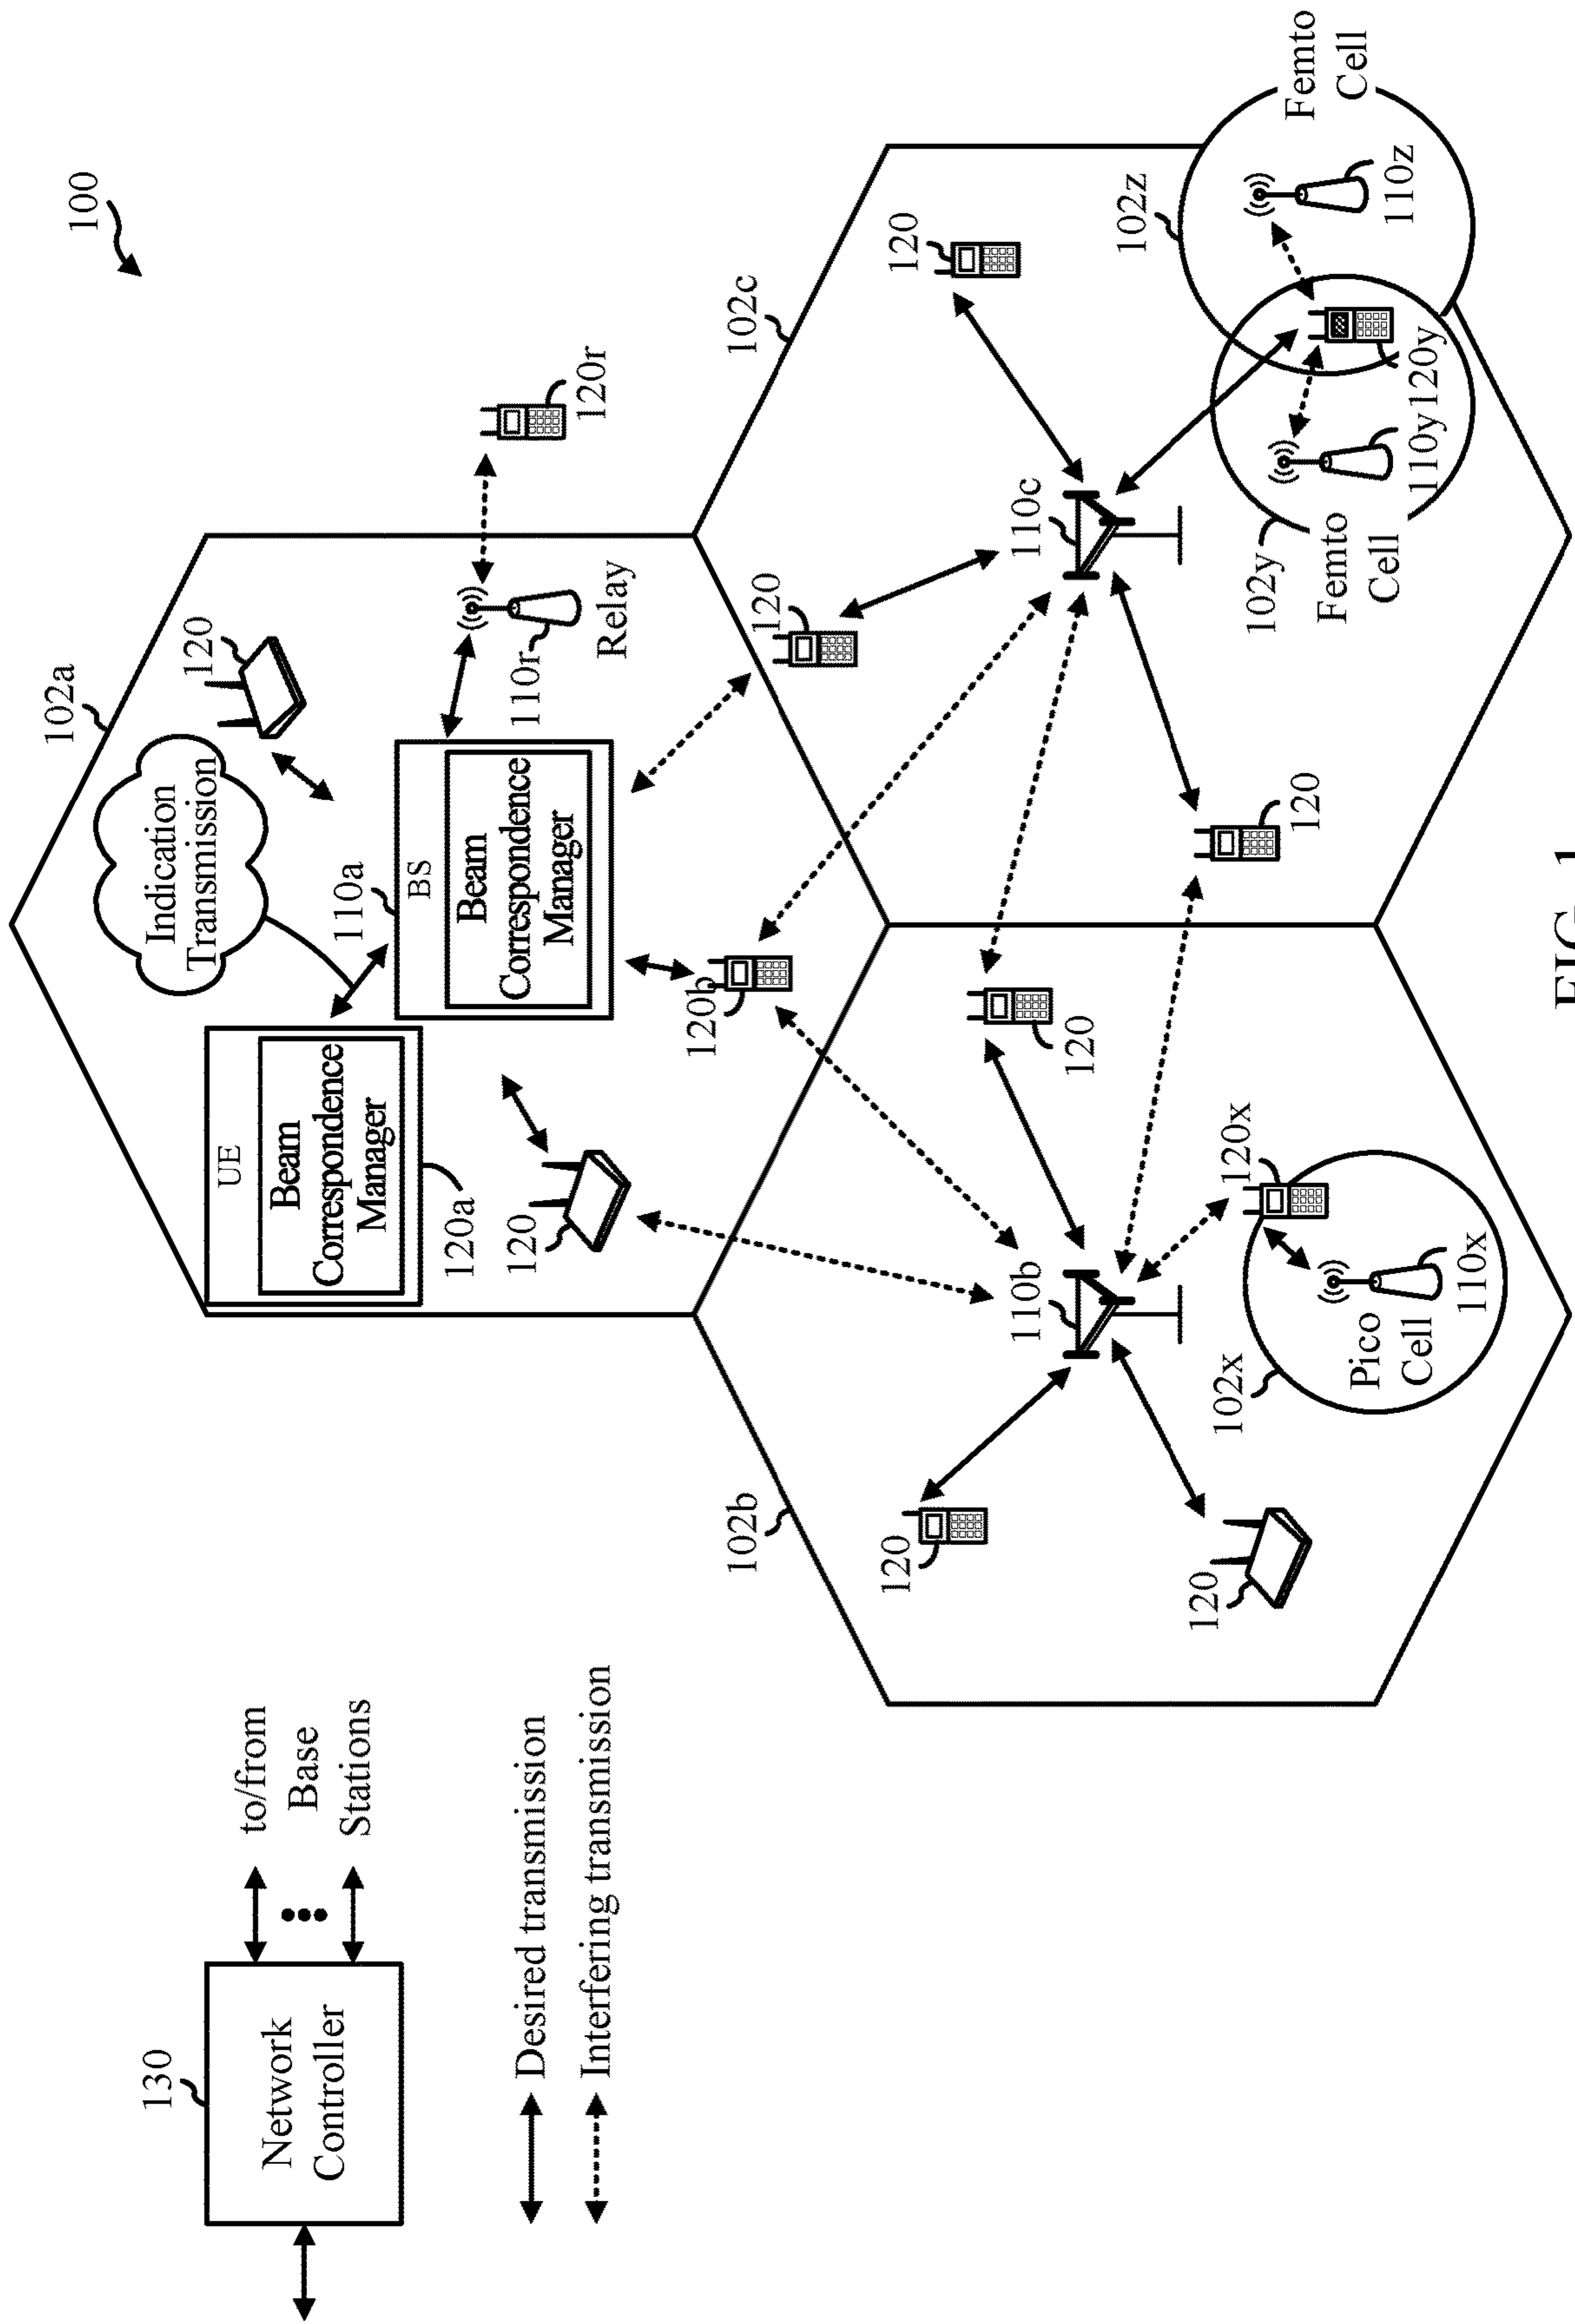 100
130
Network
Controller
to/from
Base
Stations
Desired transmission
Interfering transmission
102a
Indication
Transmission
120
UE
Beam
Correspondence
Manager
120a
110a
BS
Beam
Correspondence
Manager
110r
Relay
120r
120
120b
102b
120
120
110b
120
120x
102x
Pico
Cell
110x
102c
120
120
110c
120
102y
Femto
Cell
110y
120y
102z
110z
Femto
Cell
FIG. 1